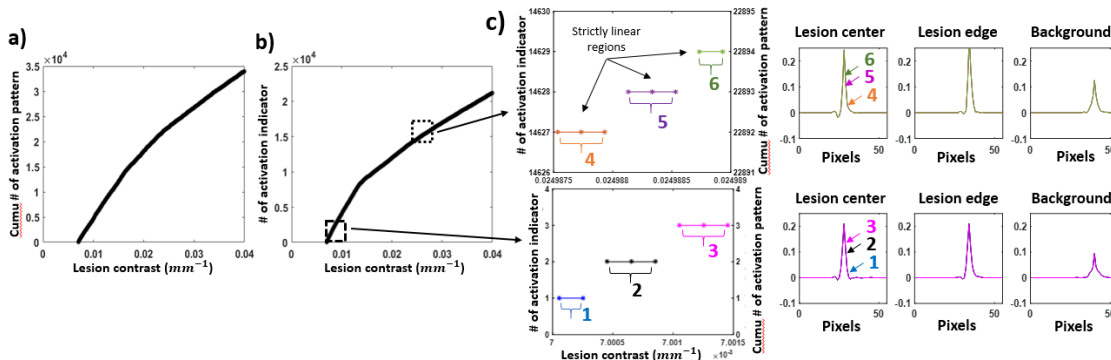 a)
Cumu # of activation pattern
×10⁴
3.5
3
2.5
2
1.5
1
0.5
0
0 0.01 0.02 0.03 0.04
Lesion contrast (mm⁻¹)
b)
# of activation indicator
×10⁴
2.5
2
1.5
1
0.5
0
0 0.01 0.02 0.03 0.04
Lesion contrast (mm⁻¹)
c)
# of activation indicator
14630
14629
14628
14627
14626
Strictly linear
regions
4
5
6
22895
22894
22893
22892
22891
Cumu # of activation pattern
0.0249875 0.024988 0.0249885 0.024989
# of activation indicator
4
3
2
1
0
1
2
3
4
3
2
1
0
Cumu # of activation pattern
7 7.0005 7.001 7.0015
×10⁻³
Lesion contrast (mm⁻¹)
Lesion center
0.2
0.1
0
-0.1
6
5
4
0 50
Pixels
Lesion edge
0.2
0.1
0
-0.1
0 50
Pixels
Background
0.2
0.1
0
-0.1
0 50
Pixels
Lesion center
0.2
0.1
0
-0.1
3
2
1
0 50
Pixels
Lesion edge
0.2
0.1
0
-0.1
0 50
Pixels
Background
0.2
0.1
0
-0.1
0 50
Pixels